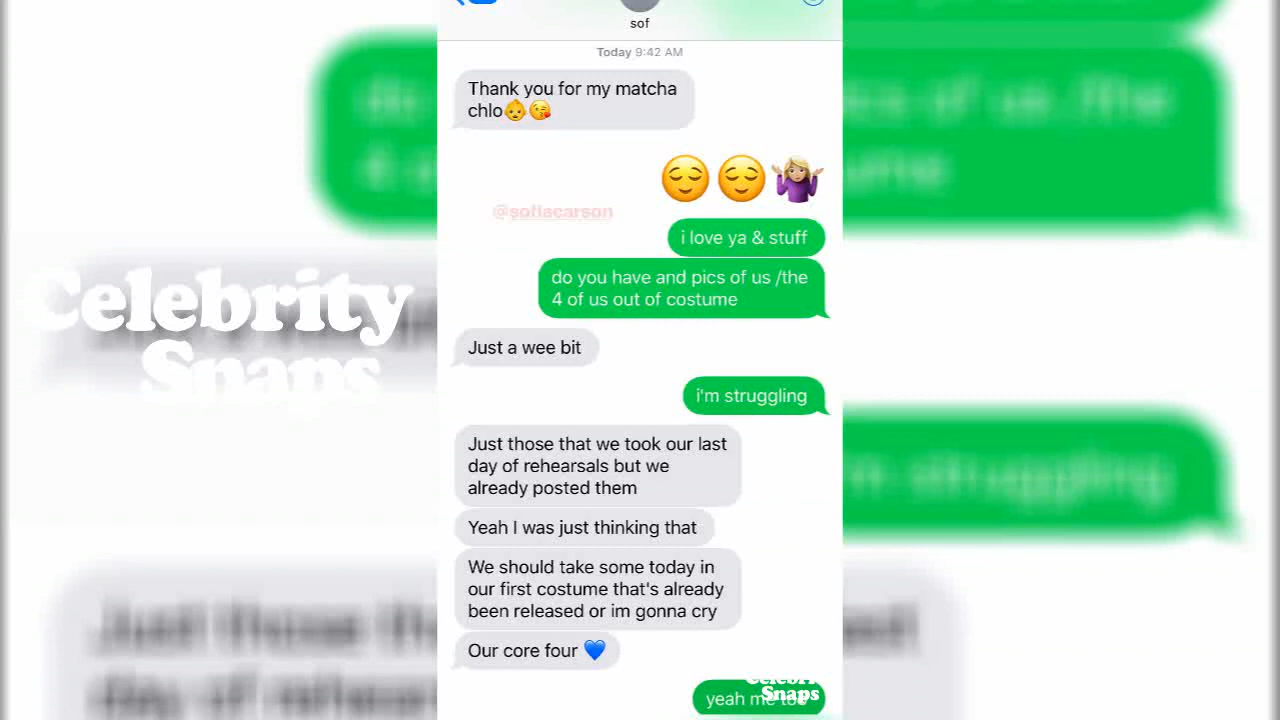 sof
Today 9:42 AM
Thank you for my matcha
chlo👶😘
😌😌🤷🏼‍♀️
@sofiacarson
i love ya & stuff
do you have and pics of us /the
4 of us out of costume
Just a wee bit
i'm struggling
Just those that we took our last
day of rehearsals but we
already posted them
Yeah I was just thinking that
We should take some today in
our first costume that's already
been released or im gonna cry
Our core four 💙
yeah me too
Celebrity
Snaps
Celebrity
Snaps